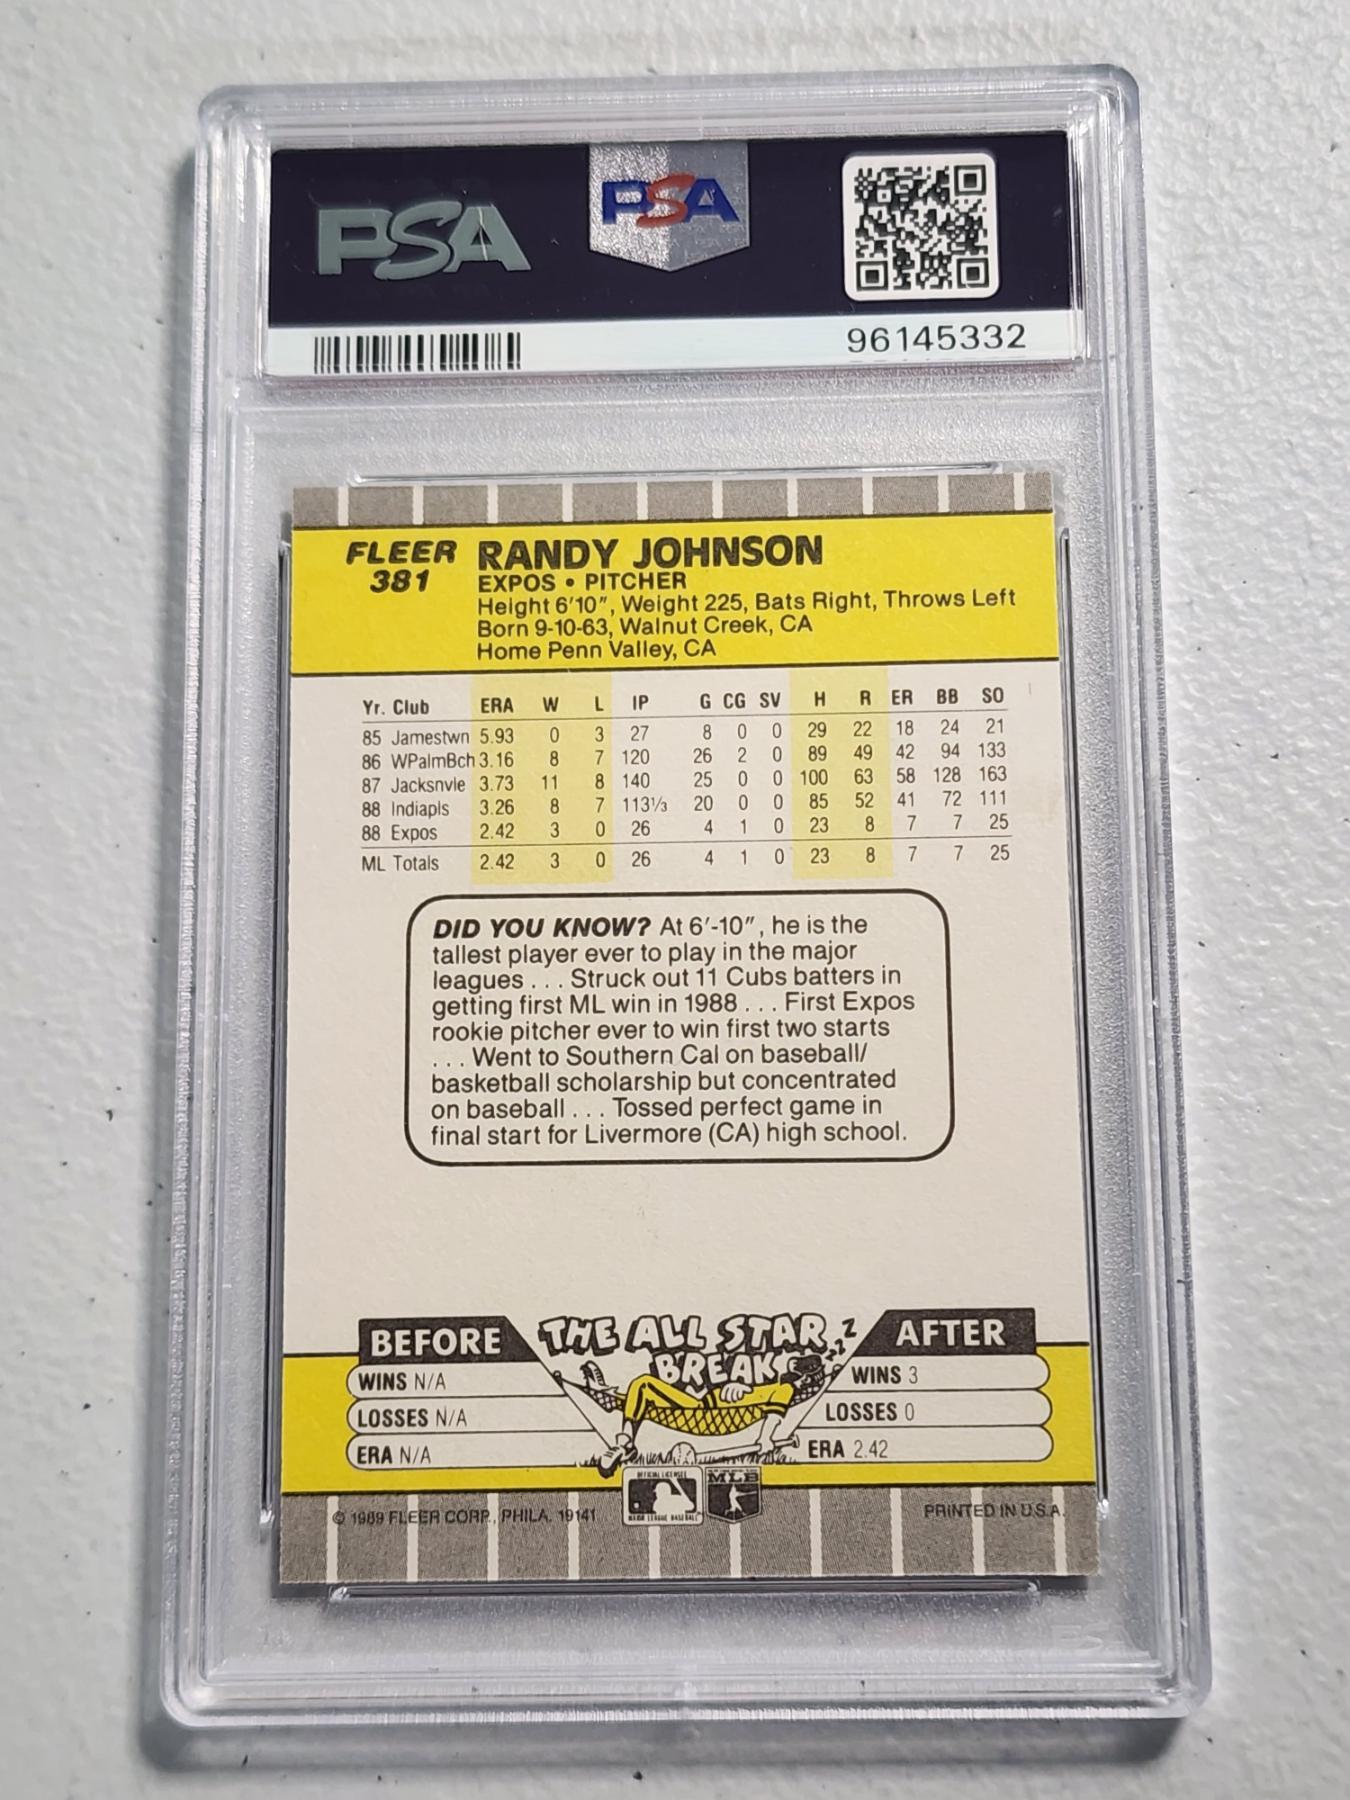 PSA
PSA
96145332
FLEER
381
RANDY JOHNSON
EXPOS • PITCHER
Height 6'10", Weight 225, Bats Right, Throws Left
Born 9-10-63, Walnut Creek, CA
Home Penn Valley, CA
Yr. Club ERA W L IP G CG SV H R ER BB SO
85 Jamestwn 5.93 0 3 27 8 0 0 29 22 18 24 21
86 WPalmBch 3.16 8 7 120 26 2 0 89 49 42 94 133
87 Jacksnvle 3.73 11 8 140 25 0 0 100 63 58 128 163
88 Indiapls 3.26 8 7 113⅓ 20 0 0 85 52 41 72 111
88 Expos 2.42 3 0 26 4 1 0 23 8 7 7 25
ML Totals 2.42 3 0 26 4 1 0 23 8 7 7 25
DID YOU KNOW? At 6'-10", he is the
tallest player ever to play in the major
leagues . . . Struck out 11 Cubs batters in
getting first ML win in 1988 . . . First Expos
rookie pitcher ever to win first two starts
. . . Went to Southern Cal on baseball/
basketball scholarship but concentrated
on baseball . . . Tossed perfect game in
final start for Livermore (CA) high school.
BEFORE THE ALL STAR BREAK AFTER
zzZZ
WINS N/A WINS 3
LOSSES N/A LOSSES 0
ERA N/A ERA 2.42
OFFICIAL LICENSEE
MAJOR LEAGUE BASEBALL
MLB
© 1989 FLEER CORP., PHILA. 19141 PRINTED IN U.S.A.